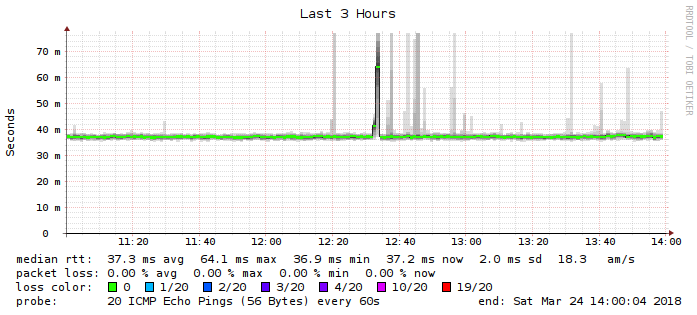 Last 3 Hours
RRDTOOL / TOBI OETIKER
Seconds
70 m
60 m
50 m
40 m
30 m
20 m
10 m
0
11:20 11:40 12:00 12:20 12:40 13:00 13:20 13:40 14:00
median rtt: 37.3 ms avg 64.1 ms max 36.9 ms min 37.2 ms now 2.0 ms sd 18.3 am/s
packet loss: 0.00 % avg 0.00 % max 0.00 % min 0.00 % now
loss color: 0 1/20 2/20 3/20 4/20 10/20 19/20
probe: 20 ICMP Echo Pings (56 Bytes) every 60s end: Sat Mar 24 14:00:04 2018